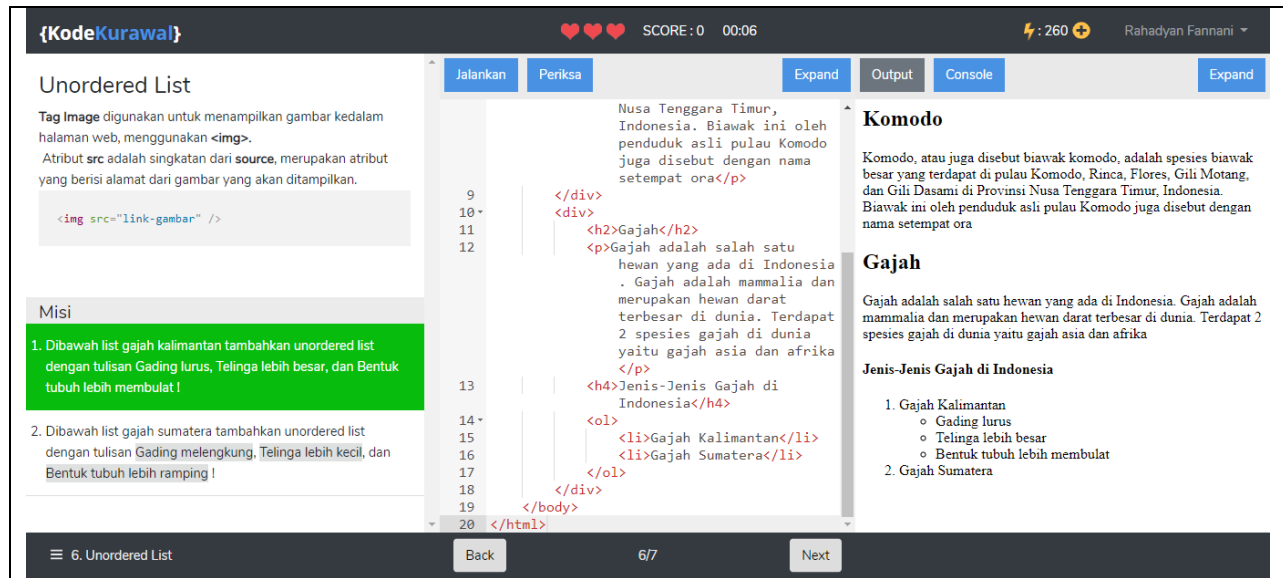 {KodeKurawal}
SCORE : 0 00:06
: 260
Rahadyan Fannani
Unordered List
Tag Image digunakan untuk menampilkan gambar kedalam
halaman web, menggunakan <img>.
Atribut src adalah singkatan dari source, merupakan atribut
yang berisi alamat dari gambar yang akan ditampilkan.
<img src="link-gambar" />
Misi
1. Dibawah list gajah kalimantan tambahkan unordered list
dengan tulisan Gading lurus, Telinga lebih besar, dan Bentuk
tubuh lebih membulat !
2. Dibawah list gajah sumatera tambahkan unordered list
dengan tulisan Gading melengkung, Telinga lebih kecil, dan
Bentuk tubuh lebih ramping !
Jalankan Periksa Expand
Nusa Tenggara Timur,
Indonesia. Biawak ini oleh
penduduk asli pulau Komodo
juga disebut dengan nama
setempat ora</p>
9 </div>
10 <div>
11 <h2>Gajah</h2>
12 <p>Gajah adalah salah satu
hewan yang ada di Indonesia
. Gajah adalah mammalia dan
merupakan hewan darat
terbesar di dunia. Terdapat
2 spesies gajah di dunia
yaitu gajah asia dan afrika
</p>
13 <h4>Jenis-Jenis Gajah di
Indonesia</h4>
14 <ol>
15 <li>Gajah Kalimantan</li>
16 <li>Gajah Sumatera</li>
17 </ol>
18 </div>
19 </body>
20 </html>
Output Console Expand
Komodo
Komodo, atau juga disebut biawak komodo, adalah spesies biawak
besar yang terdapat di pulau Komodo, Rinca, Flores, Gili Motang,
dan Gili Dasami di Provinsi Nusa Tenggara Timur, Indonesia.
Biawak ini oleh penduduk asli pulau Komodo juga disebut dengan
nama setempat ora
Gajah
Gajah adalah salah satu hewan yang ada di Indonesia. Gajah adalah
mammalia dan merupakan hewan darat terbesar di dunia. Terdapat 2
spesies gajah di dunia yaitu gajah asia dan afrika
Jenis-Jenis Gajah di Indonesia
1. Gajah Kalimantan
Gading lurus
Telinga lebih besar
Bentuk tubuh lebih membulat
2. Gajah Sumatera
6. Unordered List
Back 6/7 Next